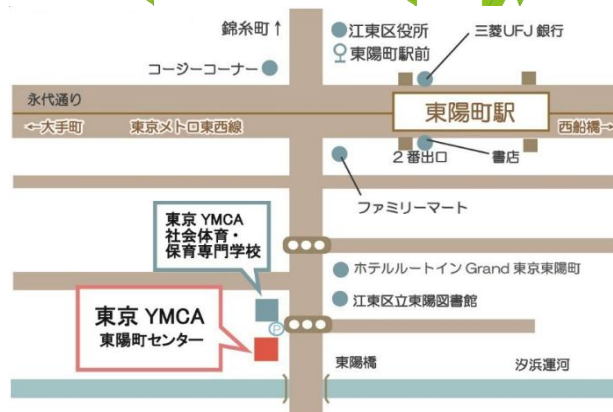 錦糸町↑
江東区役所
東陽町駅前
三菱UFJ 銀行
コージーコーナー
永代通り
東陽町駅
←大手町
東京メトロ東西線
西船橋→
2番出口
書店
ファミリーマート
東京 YMCA
社会体育・
保育専門学校
ホテルルートイン Grand 東京東陽町
江東区立東陽図書館
東京 YMCA
東陽町センター
P
東陽橋
汐浜運河